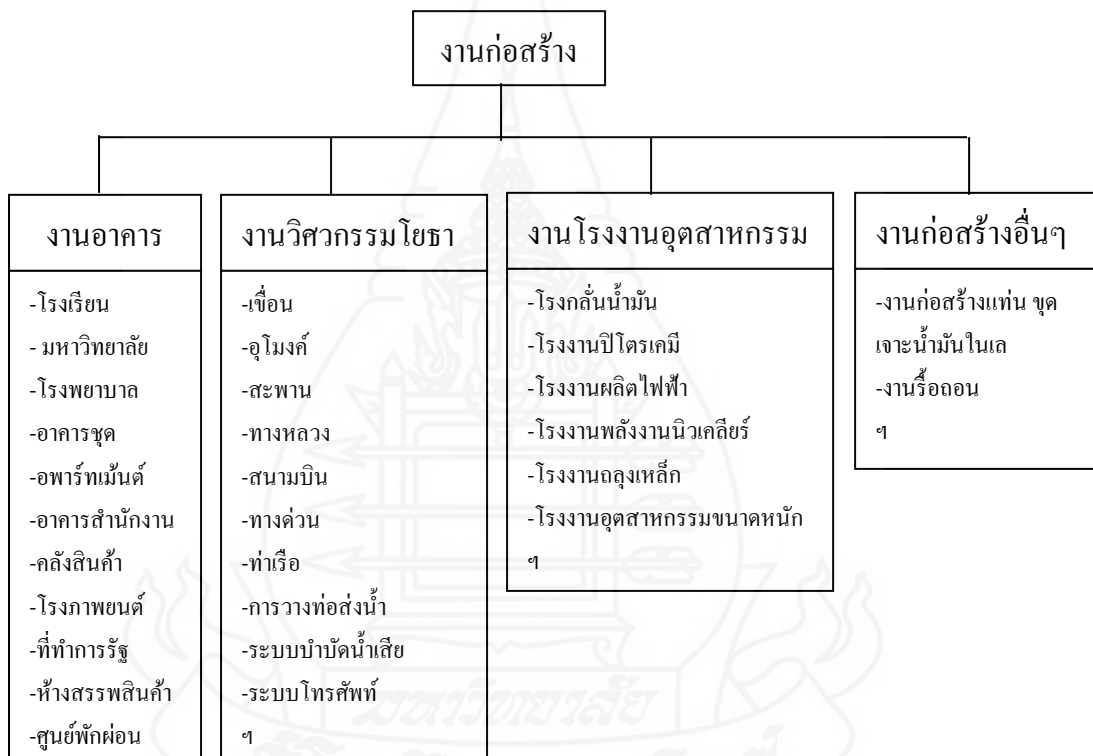 งานก่อสร้าง
งานอาคาร
-โรงเรียน
- มหาวิทยาลัย
-โรงพยาบาล
-อาคารชุด
-อพาร์ทเม้นต์
-อาคารสำนักงาน
-คลังสินค้า
-โรงภาพยนต์
-ที่ทำการรัฐ
-ห้างสรรพสินค้า
-ศูนย์พักผ่อน
งานวิศวกรรมโยธา
-เขื่อน
-อุโมงค์
-สะพาน
-ทางหลวง
-สนามบิน
-ทางด่วน
-ท่าเรือ
-การวางท่อส่งน้ำ
-ระบบบำบัดน้ำเสีย
-ระบบโทรศัพท์
ฯ
งานโรงงานอุตสาหกรรม
-โรงกลั่นน้ำมัน
-โรงงานปิโตรเคมี
-โรงงานผลิตไฟฟ้า
-โรงงานพลังงานนิวเคลียร์
-โรงงานถลุงเหล็ก
-โรงงานอุตสาหกรรมขนาดหนัก
ฯ
งานก่อสร้างอื่นๆ
-งานก่อสร้างแท่น ขุด
เจาะน้ำมันในเล
-งานรื้อถอน
ฯ
มหาวิทยาลัย